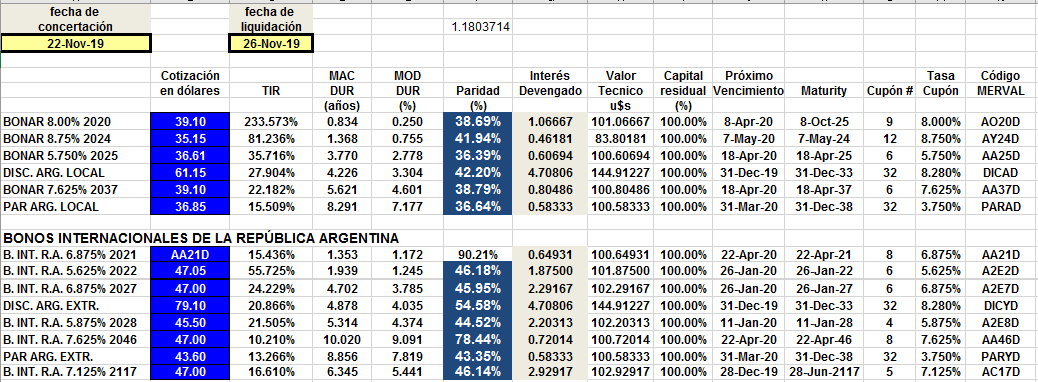 fecha de concertación fecha de liquidación 1.1803714
22-Nov-19 26-Nov-19
Cotización en dólares TIR MAC DUR (años) MOD DUR (%) Paridad (%) Interés Devengado Valor Tecnico u$s Capital residual (%) Próximo Vencimiento Maturity Cupón # Tasa Cupón Código MERVAL
BONAR 8.00% 2020 39.10 233.573% 0.834 0.250 38.69% 1.06667 101.06667 100.00% 8-Apr-20 8-Oct-25 9 8.000% AO20D
BONAR 8.75% 2024 35.15 81.236% 1.368 0.755 41.94% 0.46181 83.80181 100.00% 7-May-20 7-May-24 12 8.750% AY24D
BONAR 5.750% 2025 36.61 35.716% 3.770 2.778 36.39% 0.60694 100.60694 100.00% 18-Apr-20 18-Apr-25 6 5.750% AA25D
DISC. ARG. LOCAL 61.15 27.904% 4.226 3.304 42.20% 4.70806 144.91227 100.00% 31-Dec-19 31-Dec-33 32 8.280% DICAD
BONAR 7.625% 2037 39.10 22.182% 5.621 4.601 38.79% 0.80486 100.80486 100.00% 18-Apr-20 18-Apr-37 6 7.625% AA37D
PAR ARG. LOCAL 36.85 15.509% 8.291 7.177 36.64% 0.58333 100.58333 100.00% 31-Mar-20 31-Dec-38 32 3.750% PARAD
BONOS INTERNACIONALES DE LA REPÚBLICA ARGENTINA
B. INT. R.A. 6.875% 2021 AA21D 15.436% 1.353 1.172 90.21% 0.64931 100.64931 100.00% 22-Apr-20 22-Apr-21 8 6.875% AA21D
B. INT. R.A. 5.625% 2022 47.05 55.725% 1.939 1.245 46.18% 1.87500 101.87500 100.00% 26-Jan-20 26-Jan-22 6 5.625% A2E2D
B. INT. R.A. 6.875% 2027 47.00 24.229% 4.702 3.785 45.95% 2.29167 102.29167 100.00% 26-Jan-20 26-Jan-27 6 6.875% A2E7D
DISC. ARG. EXTR. 79.10 20.866% 4.878 4.035 54.58% 4.70806 144.91227 100.00% 31-Dec-19 31-Dec-33 32 8.280% DICYD
B. INT. R.A. 5.875% 2028 45.50 21.505% 5.314 4.374 44.52% 2.20313 102.20313 100.00% 11-Jan-20 11-Jan-28 4 5.875% A2E8D
B. INT. R.A. 7.625% 2046 47.00 10.210% 10.020 9.091 78.44% 0.72014 100.72014 100.00% 22-Apr-20 22-Apr-46 8 7.625% AA46D
PAR ARG. EXTR. 43.60 13.266% 8.856 7.819 43.35% 0.58333 100.58333 100.00% 31-Mar-20 31-Dec-38 32 3.750% PARYD
B. INT. R.A. 7.125% 2117 47.00 16.610% 6.345 5.441 46.14% 2.92917 102.92917 100.00% 28-Dec-19 28-Jun-2117 5 7.125% AC17D